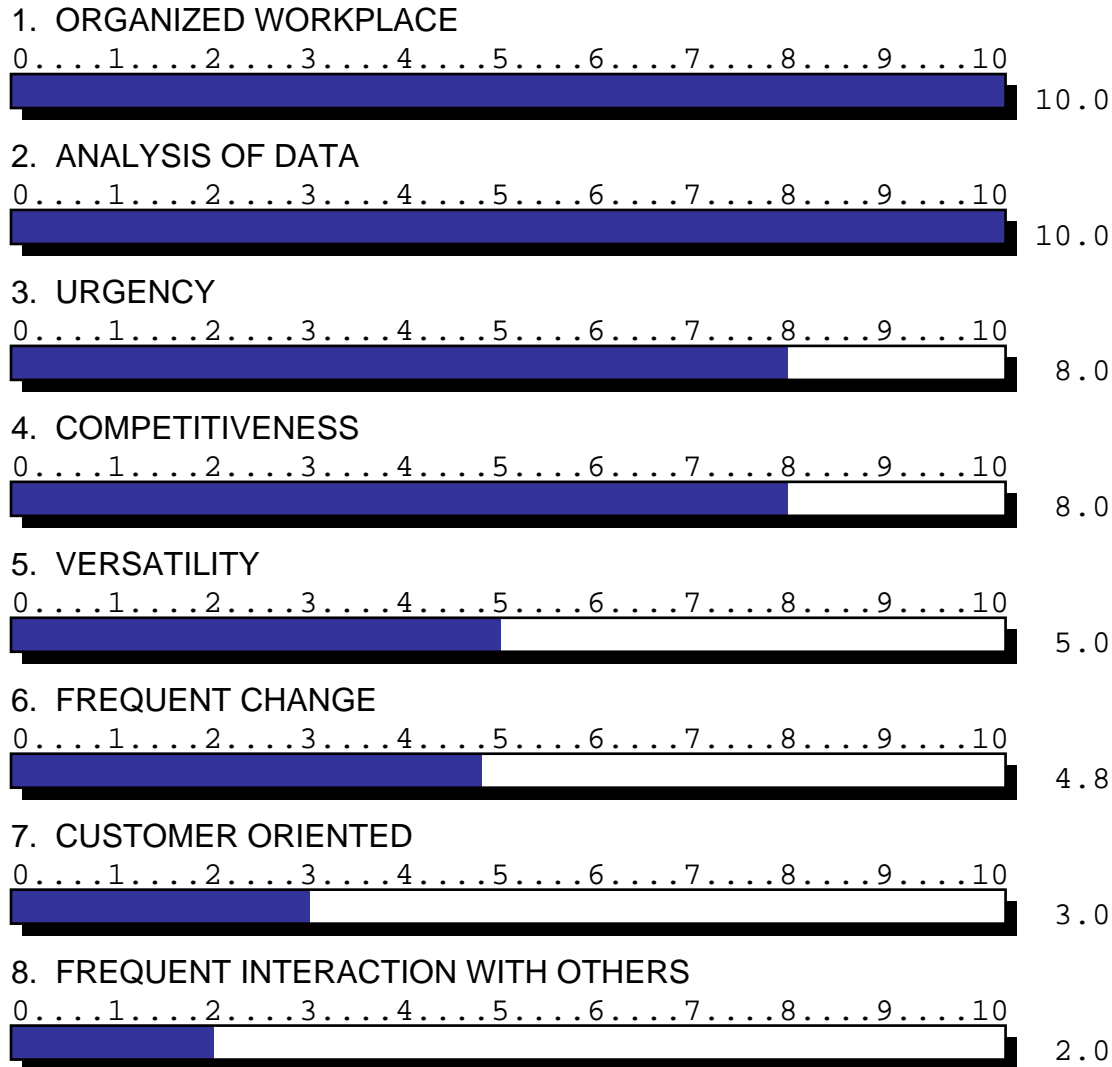 1. ORGANIZED WORKPLACE
0....1....2....3....4....5....6....7....8....9....10
10.0
2. ANALYSIS OF DATA
0....1....2....3....4....5....6....7....8....9....10
10.0
3. URGENCY
0....1....2....3....4....5....6....7....8....9....10
8.0
4. COMPETITIVENESS
0....1....2....3....4....5....6....7....8....9....10
8.0
5. VERSATILITY
0....1....2....3....4....5....6....7....8....9....10
5.0
6. FREQUENT CHANGE
0....1....2....3....4....5....6....7....8....9....10
4.8
7. CUSTOMER ORIENTED
0....1....2....3....4....5....6....7....8....9....10
3.0
8. FREQUENT INTERACTION WITH OTHERS
0....1....2....3....4....5....6....7....8....9....10
2.0